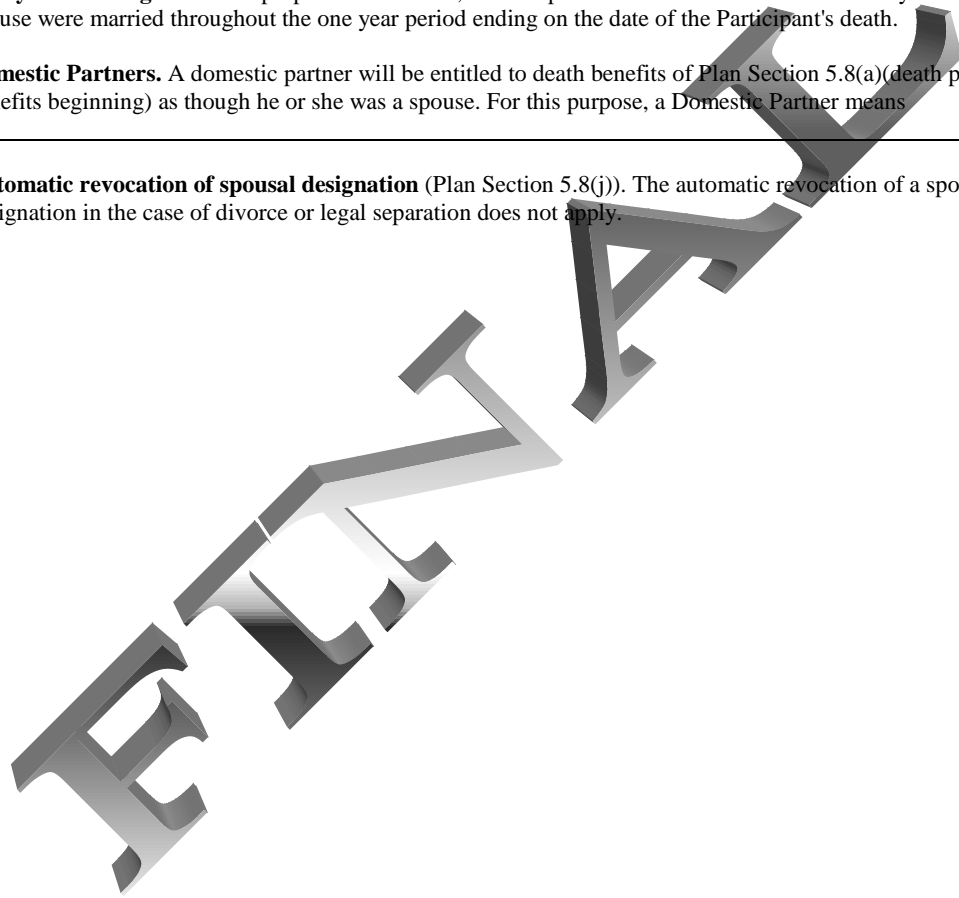 use were married throughout the one year period ending on the date of the Participant's death.
mestic Partners. A domestic partner will be entitled to death benefits of Plan Section 5.8(a)(death p
efits beginning) as though he or she was a spouse. For this purpose, a Domestic Partner means
tomatic revocation of spousal designation (Plan Section 5.8(j)). The automatic revocation of a spo
ignation in the case of divorce or legal separation does not apply.
FINAL